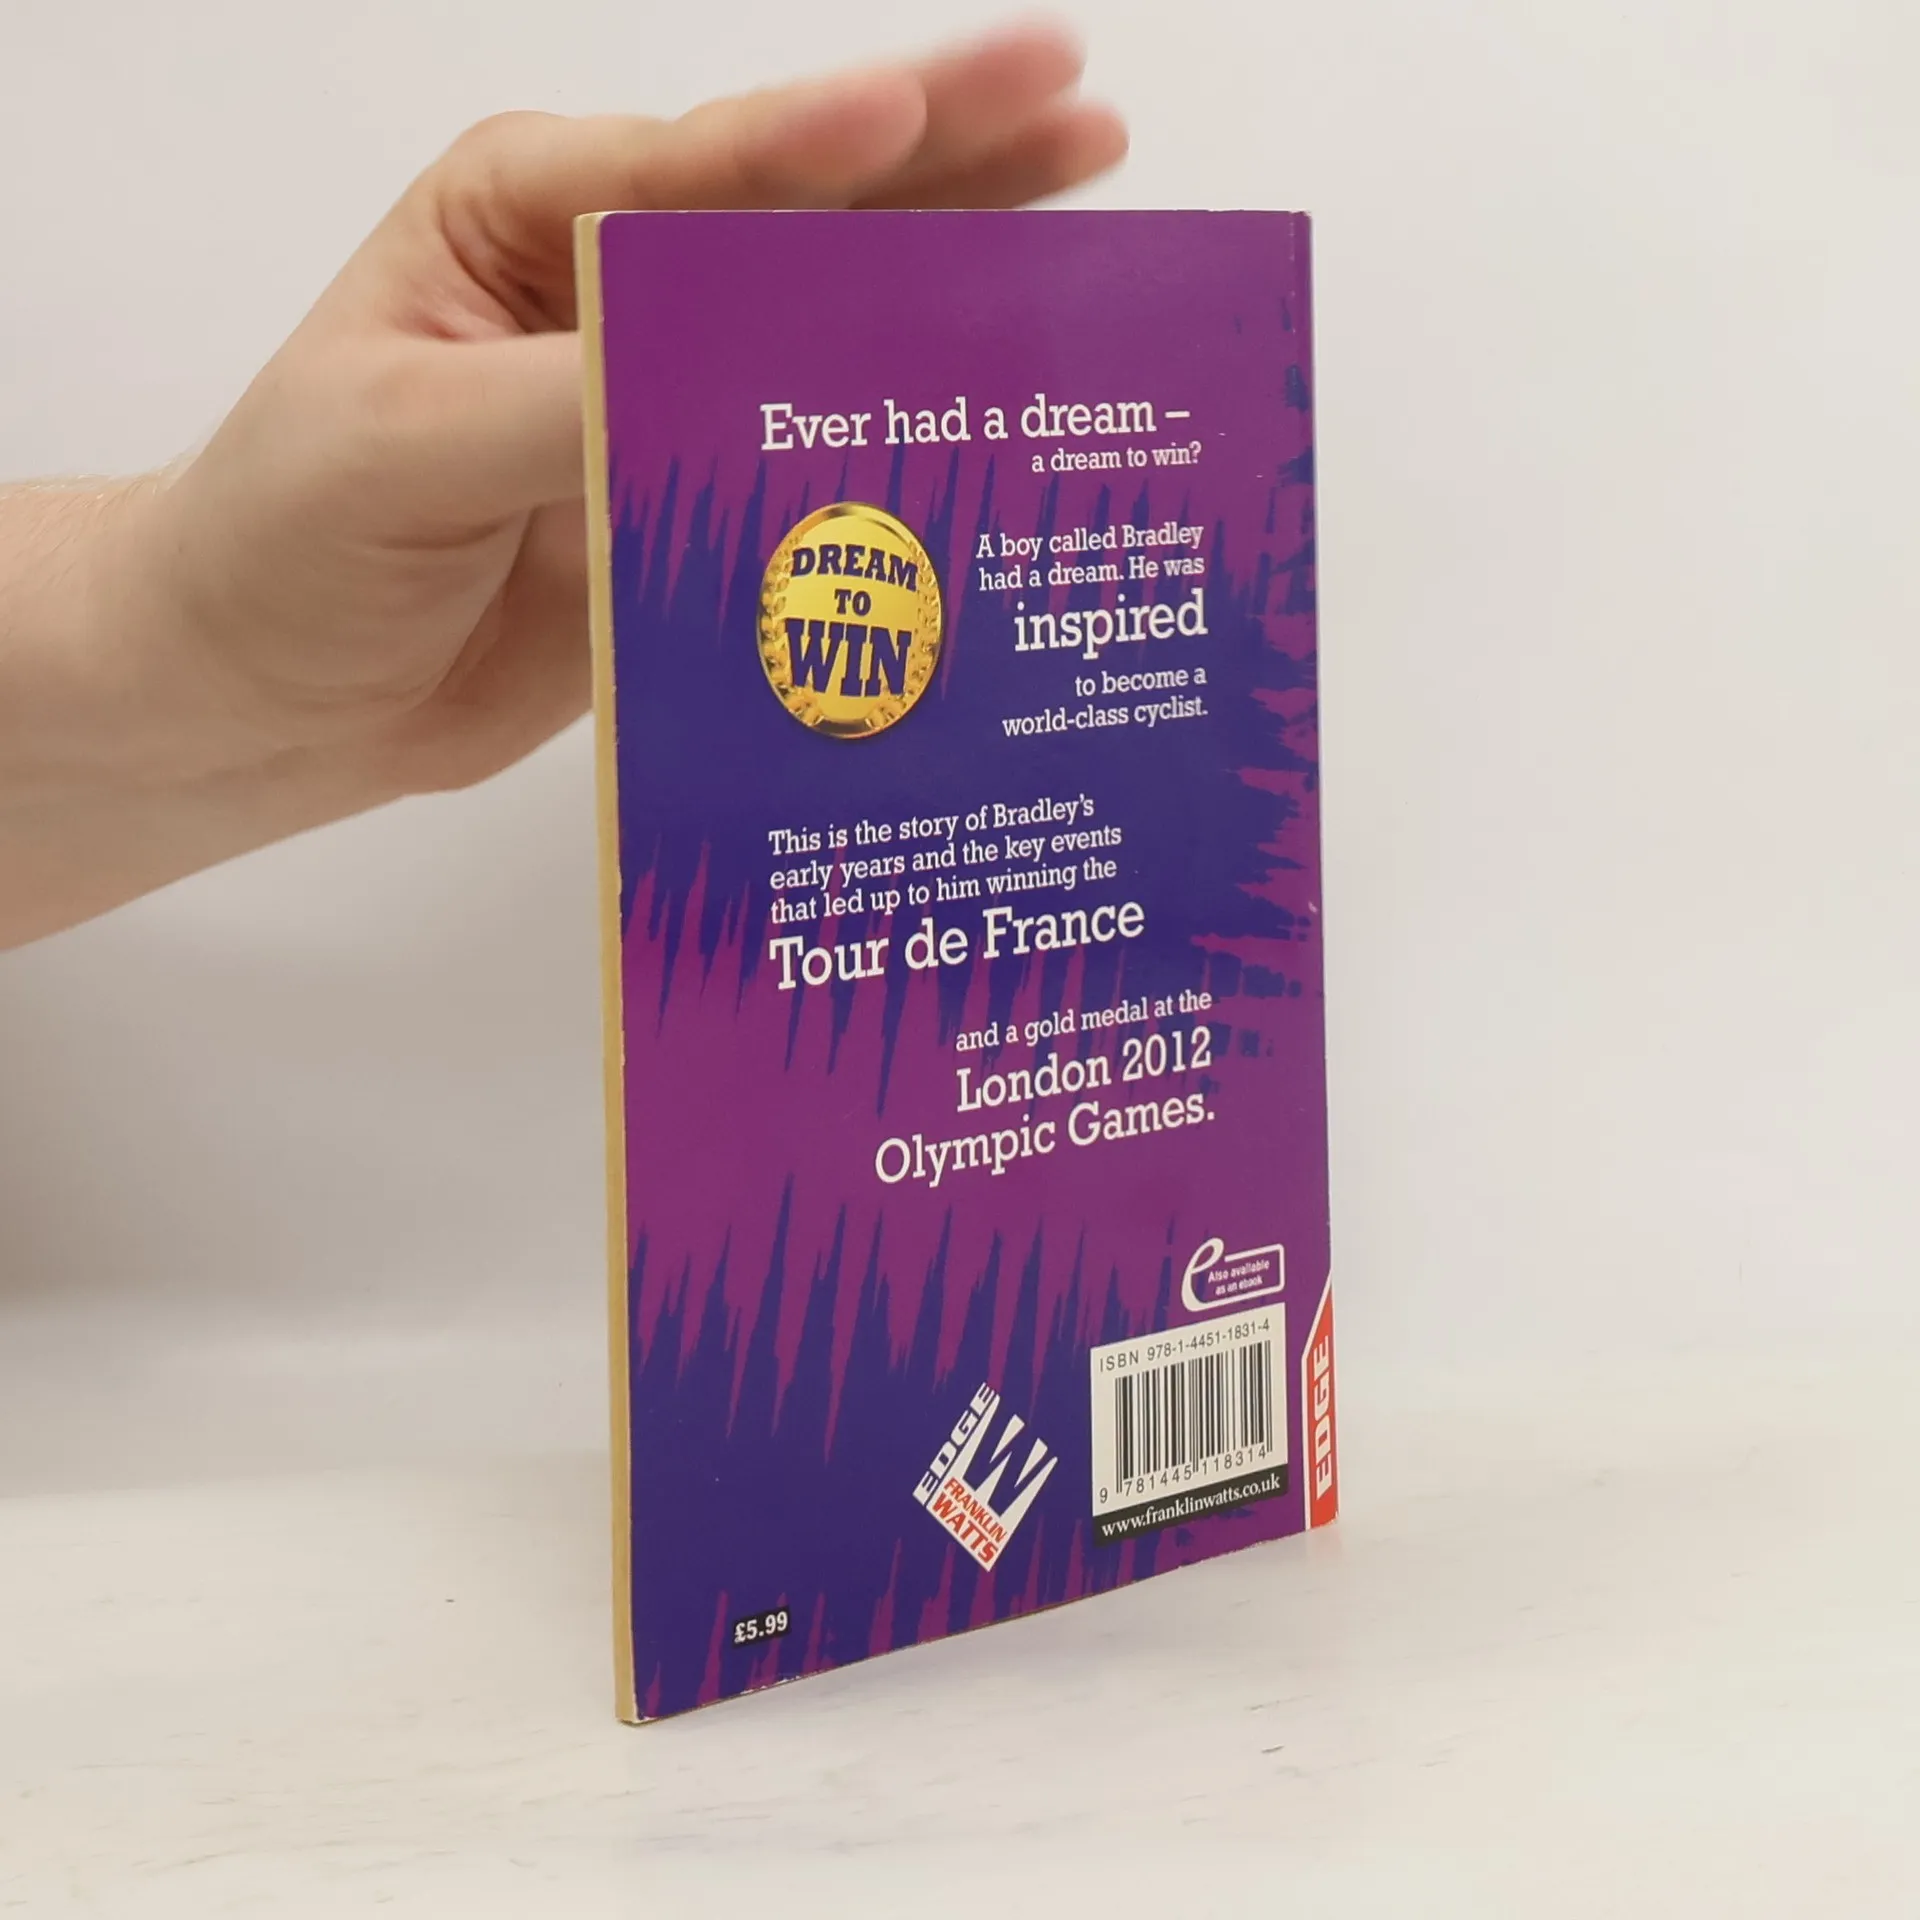 Ever had a dream –
a dream to win?
DREAM
TO
WIN
A boy called Bradley
had a dream. He was
inspired
to become a
world-class cyclist.
This is the story of Bradley's
early years and the key events
that led up to him winning the
Tour de France
and a gold medal at the
London 2012
Olympic Games.
e
Also available
as an ebook
ISBN 978-1-4451-1831-4
9 781445 118314
www.franklinwatts.co.uk
EDGE
W
FRANKLIN
WATTS
EDGE
£5.99